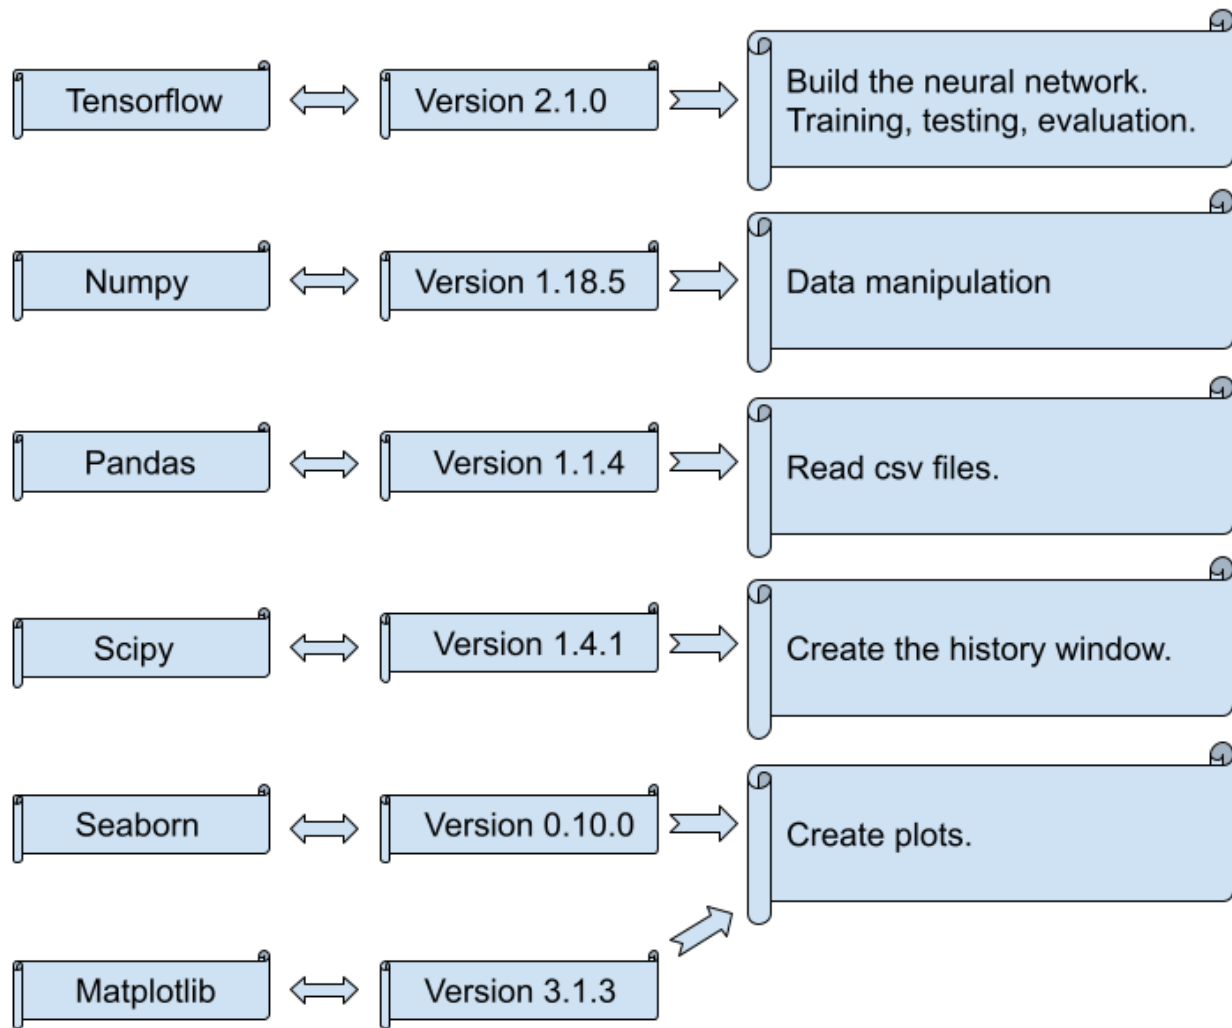 Tensorflow
Version 2.1.0
Build the neural network.
Training, testing, evaluation.
Numpy
Version 1.18.5
Data manipulation
Pandas
Version 1.1.4
Read csv files.
Scipy
Version 1.4.1
Create the history window.
Seaborn
Version 0.10.0
Create plots.
Matplotlib
Version 3.1.3